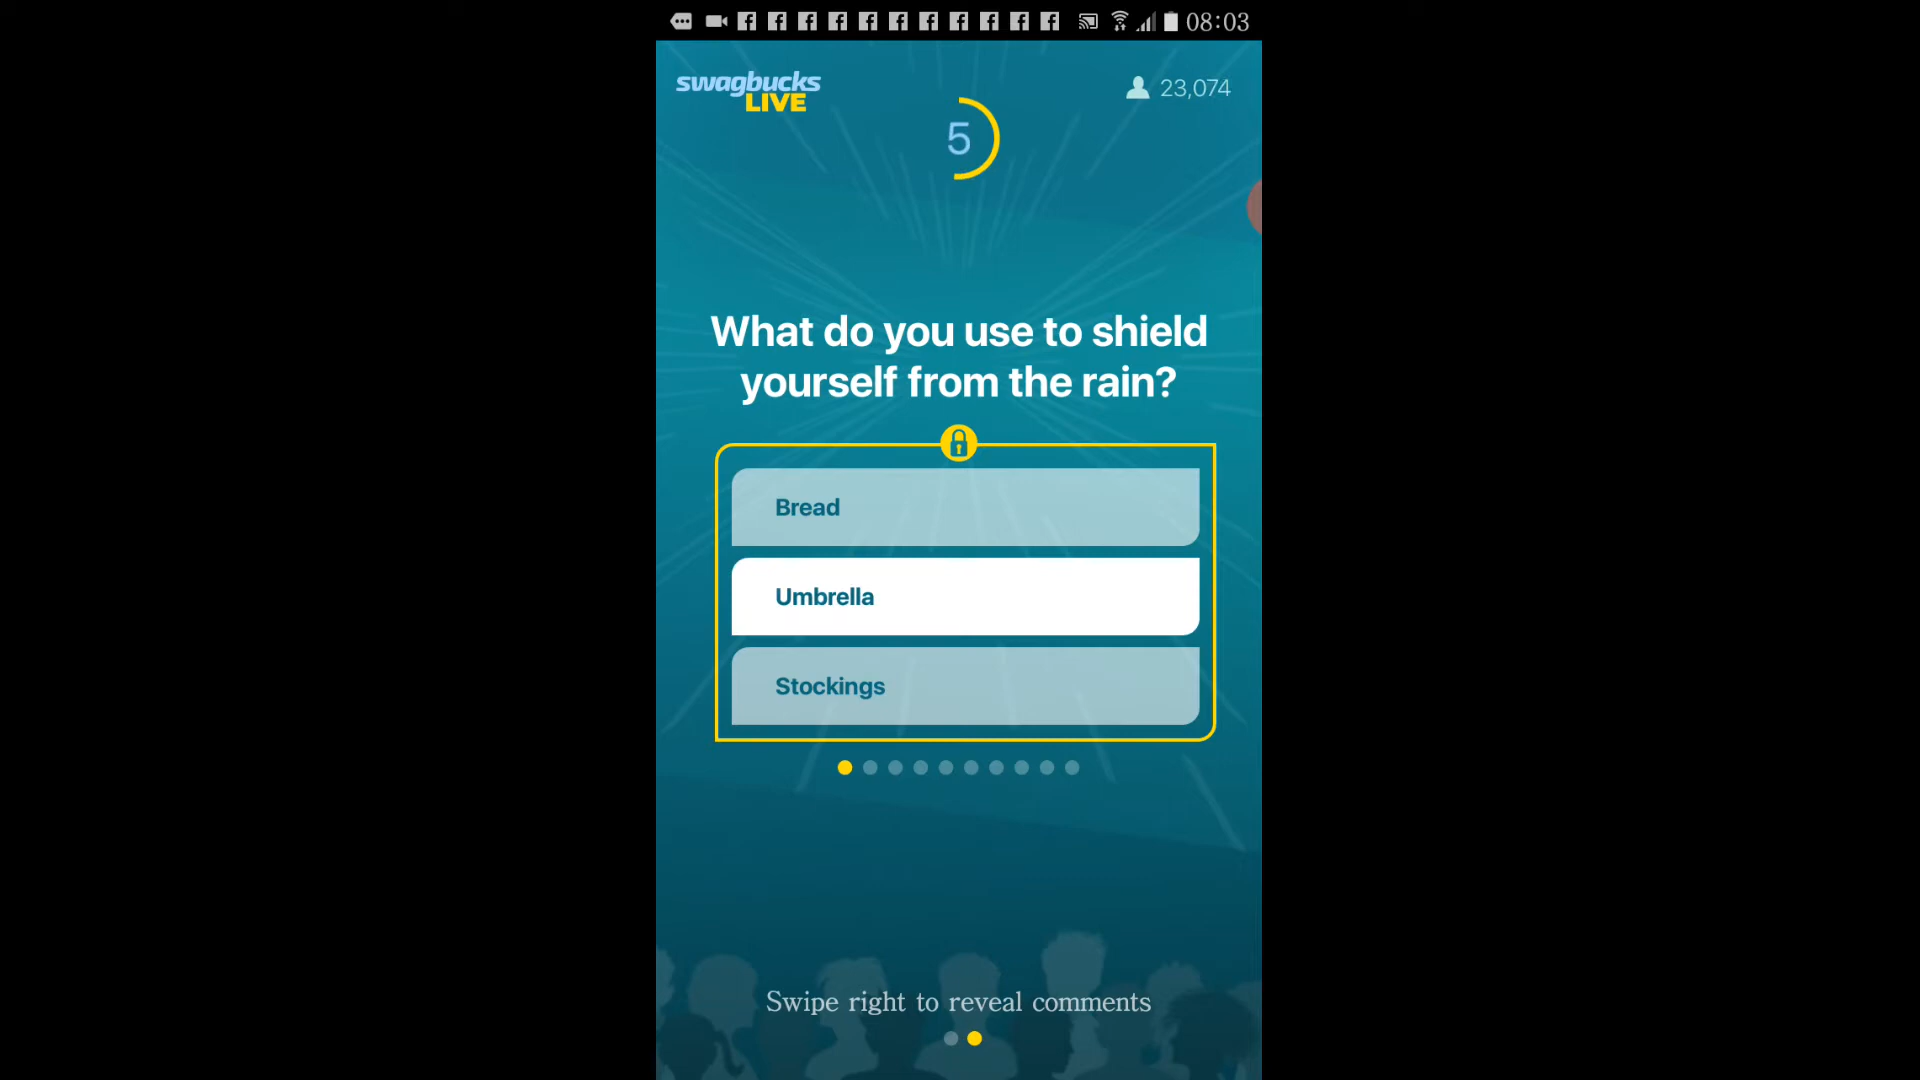 08:03
swagbucks
LIVE
23,074
5
What do you use to shield
yourself from the rain?
Bread
Umbrella
Stockings
Swipe right to reveal comments